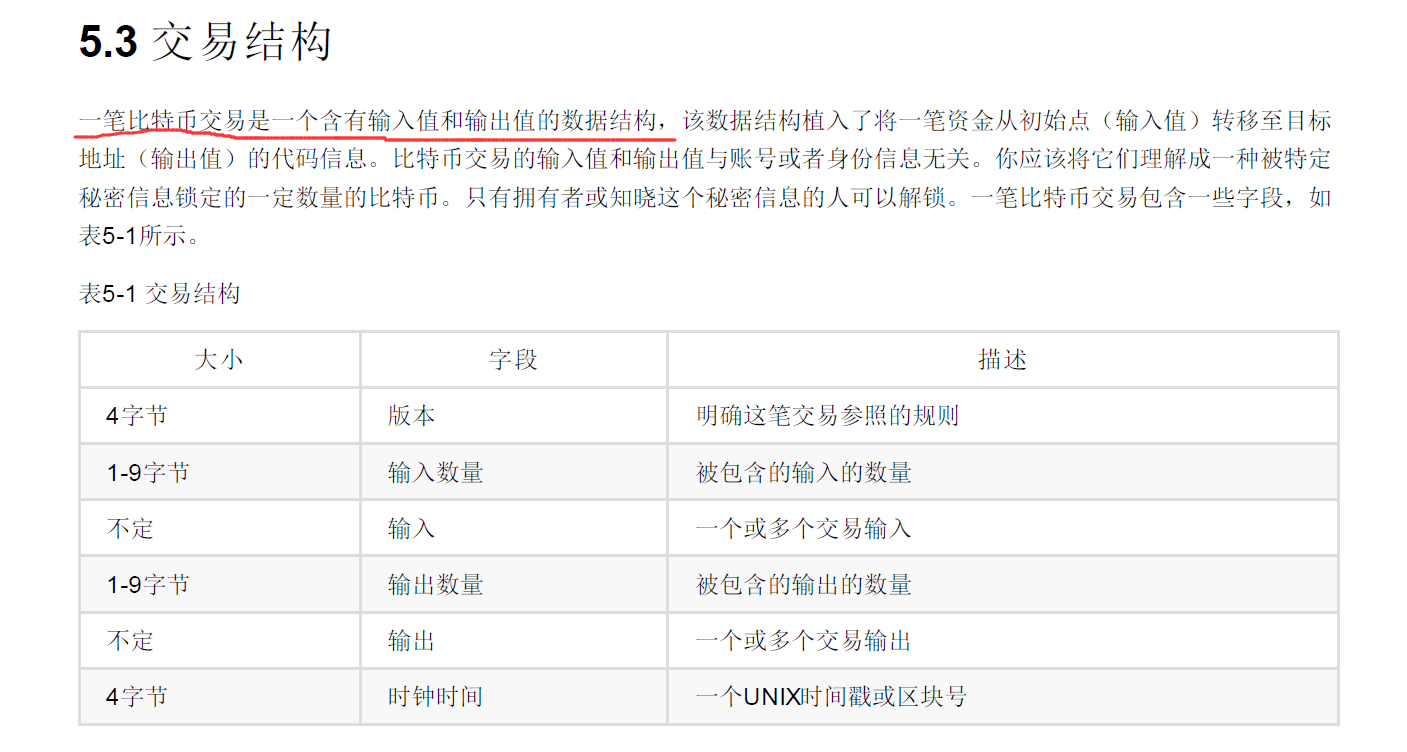 5.3 交易结构
一笔比特币交易是一个含有输入值和输出值的数据结构，该数据结构植入了将一笔资金从初始点（输入值）转移至目标
地址（输出值）的代码信息。比特币交易的输入值和输出值与账号或者身份信息无关。你应该将它们理解成一种被特定
秘密信息锁定的一定数量的比特币。只有拥有者或知晓这个秘密信息的人可以解锁。一笔比特币交易包含一些字段，如
表5-1所示。
表5-1 交易结构
大小 字段 描述
4字节 版本 明确这笔交易参照的规则
1-9字节 输入数量 被包含的输入的数量
不定 输入 一个或多个交易输入
1-9字节 输出数量 被包含的输出的数量
不定 输出 一个或多个交易输出
4字节 时钟时间 一个UNIX时间戳或区块号